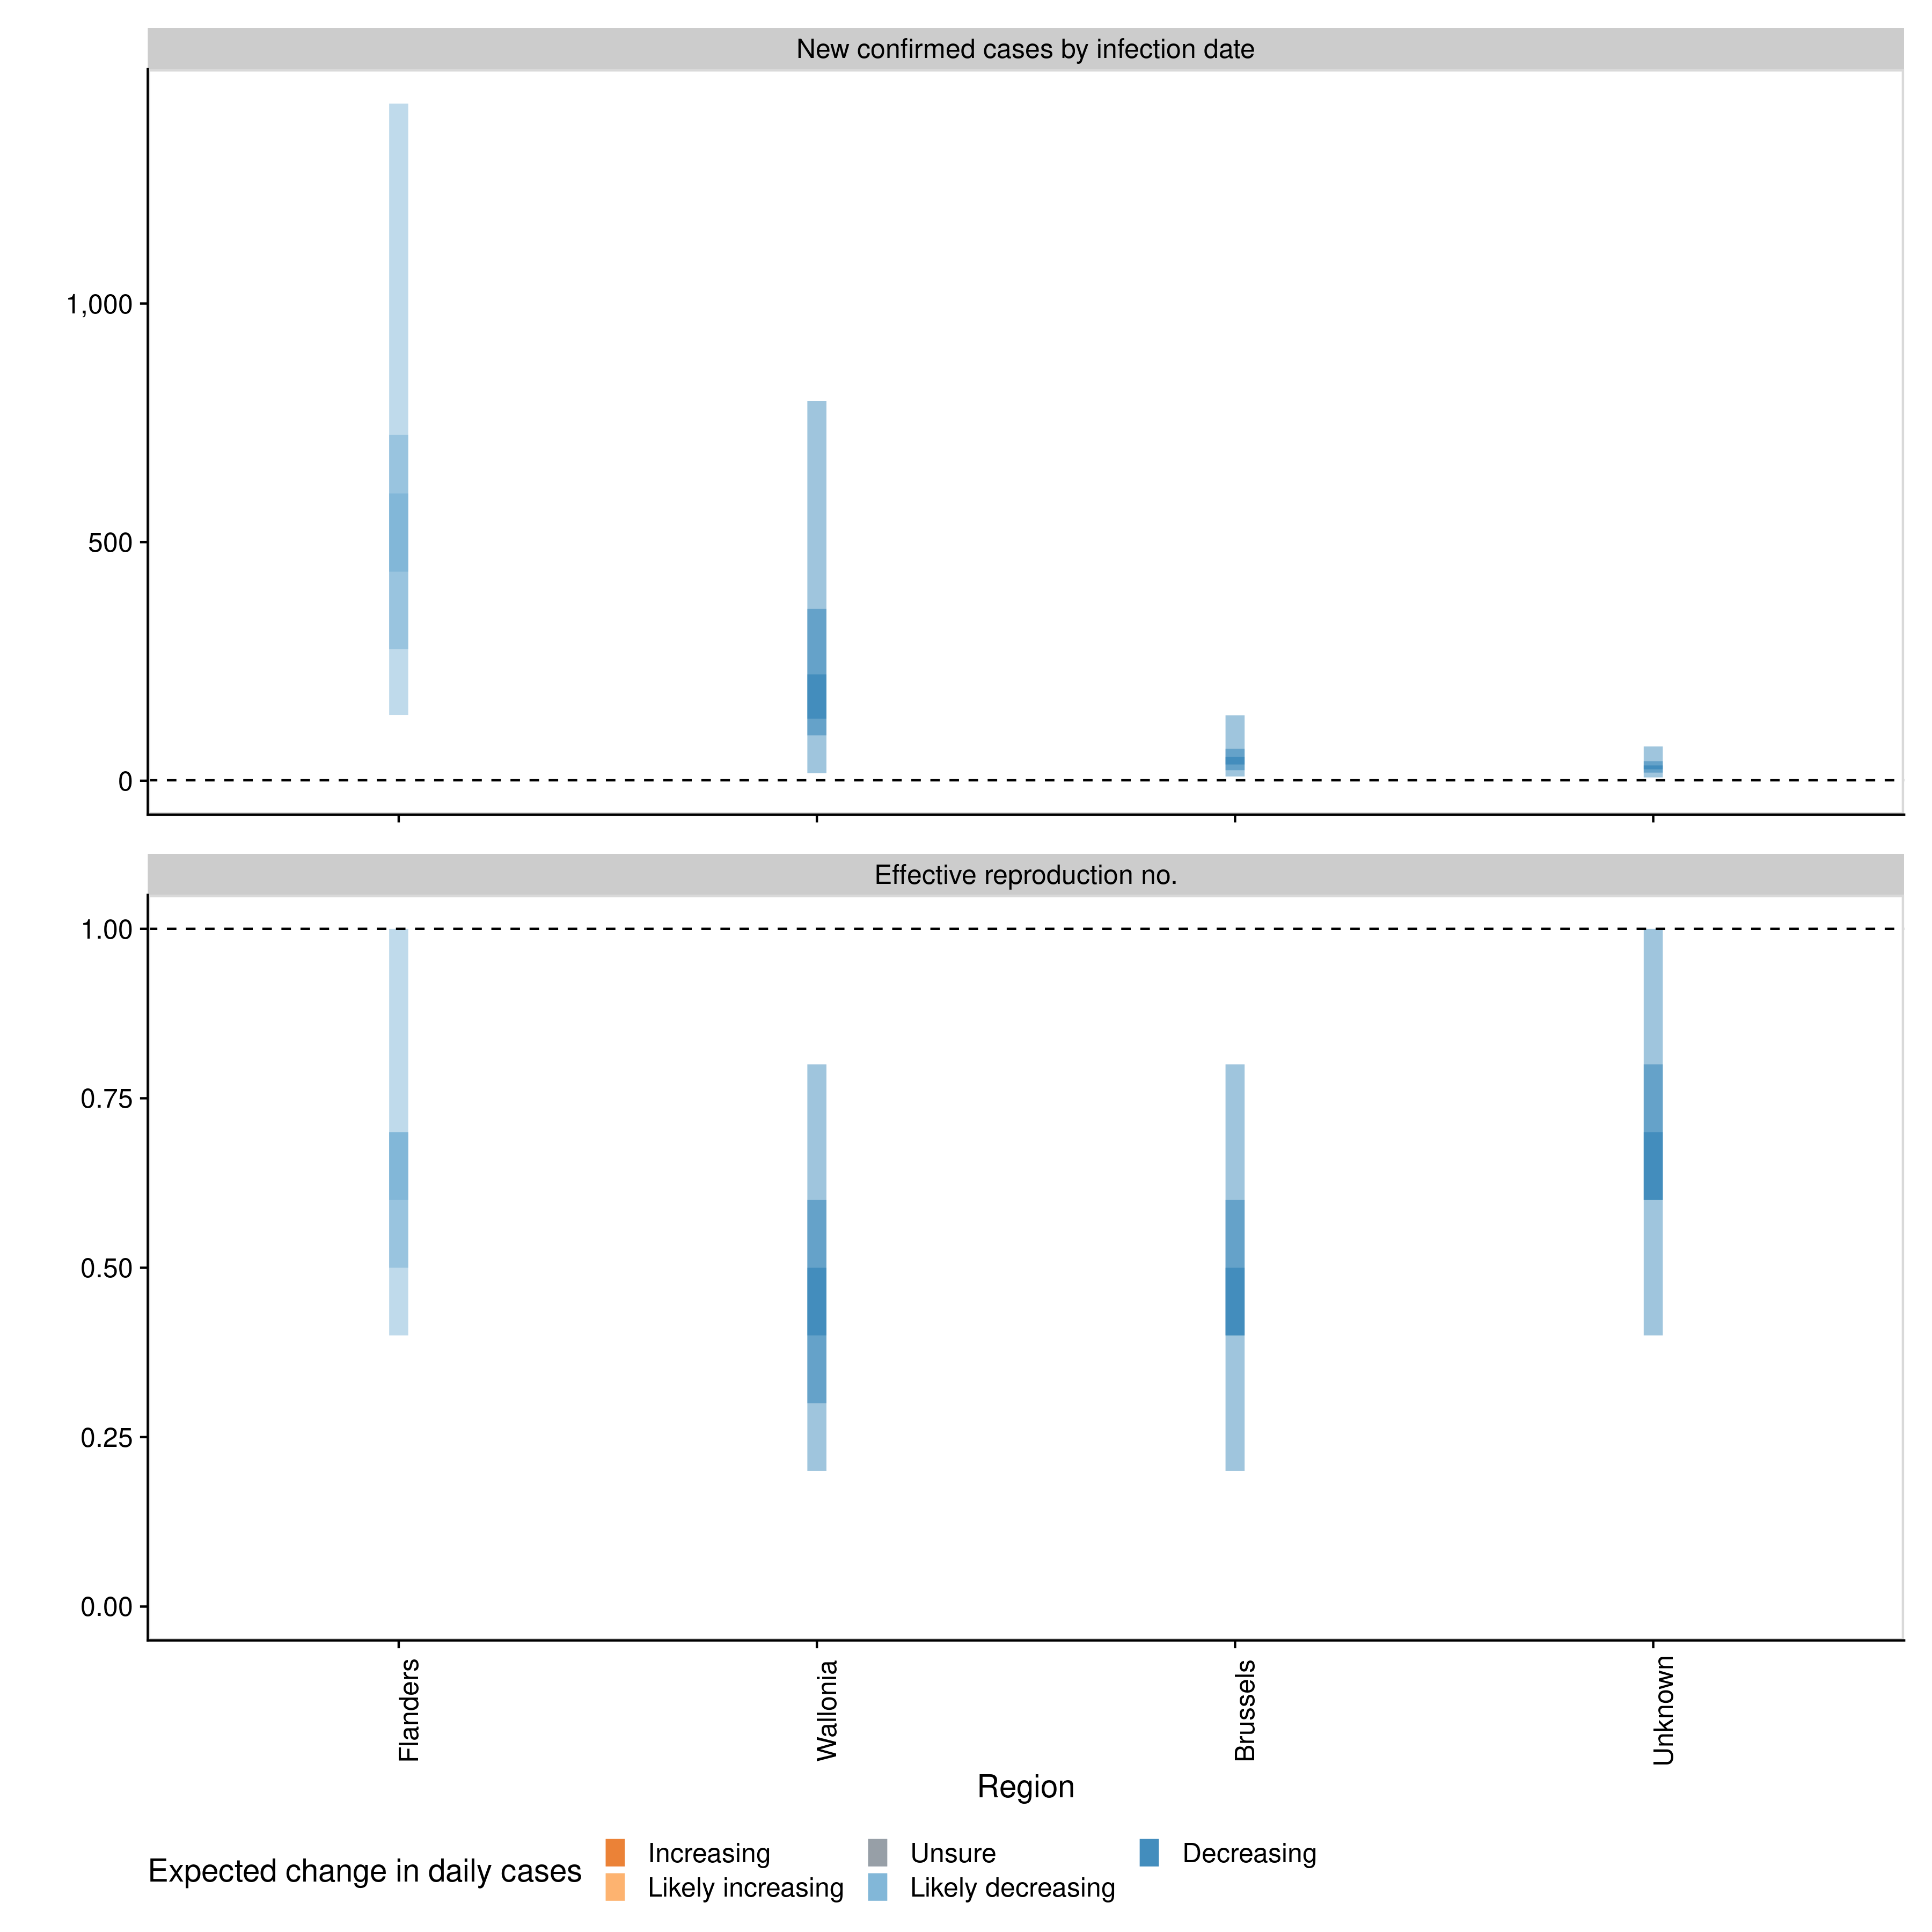 New confirmed cases by infection date
1,000
500
0
Effective reproduction no.
1.00
0.75
0.50
0.25
0.00
Flanders
Wallonia
Brussels
Unknown
Region
Expected change in daily cases
Increasing
Unsure
Decreasing
Likely increasing
Likely decreasing